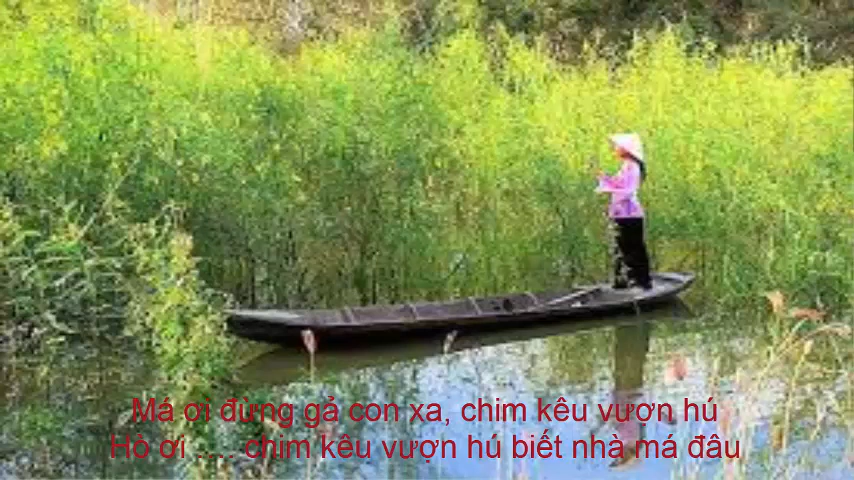 Má ơi đừng gả con xa, chim kêu vươn hú
Hò ơi ..... chim kêu vượn hú biết nhà má đâu